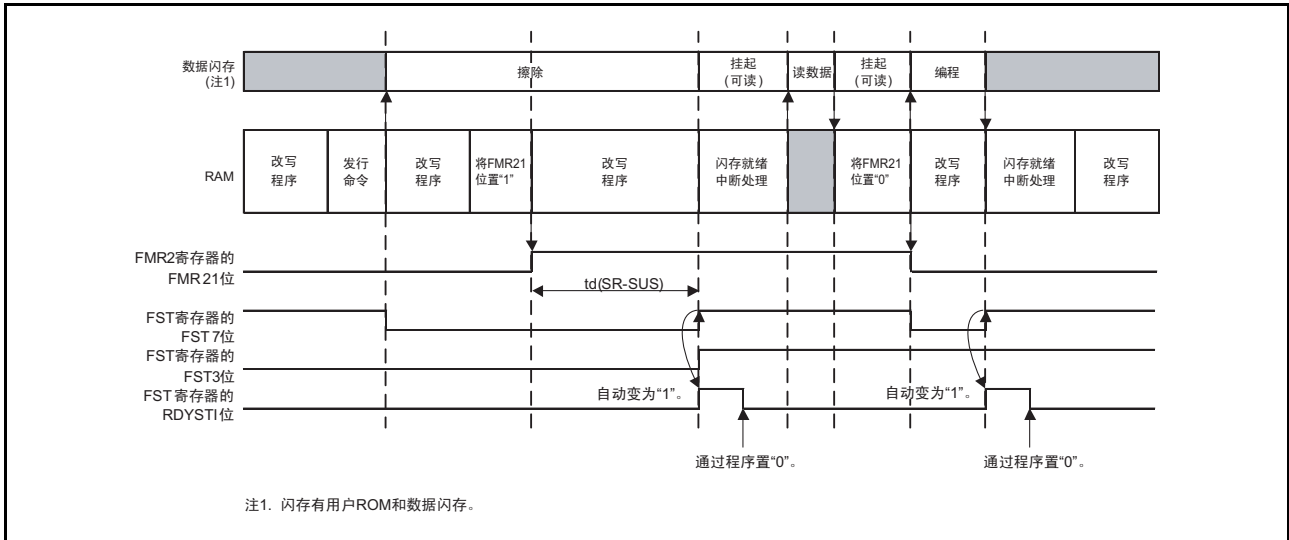 数据闪存
(注1)
擦除
挂起
(可读)
读数据
挂起
(可读)
编程
RAM
改写
程序
发行
命令
改写
程序
将FMR21
位置“1”
改写
程序
闪存就绪
中断处理
将FMR21
位置“0”
改写
程序
闪存就绪
中断处理
改写
程序
FMR2寄存器的
FMR21位
td(SR-SUS)
FST寄存器的
FST7位
FST寄存器的
FST3位
FST寄存器的
RDYSTI位
自动变为“1”。
自动变为“1”。
通过程序置“0”。
通过程序置“0”。
注1. 闪存有用户ROM和数据闪存。